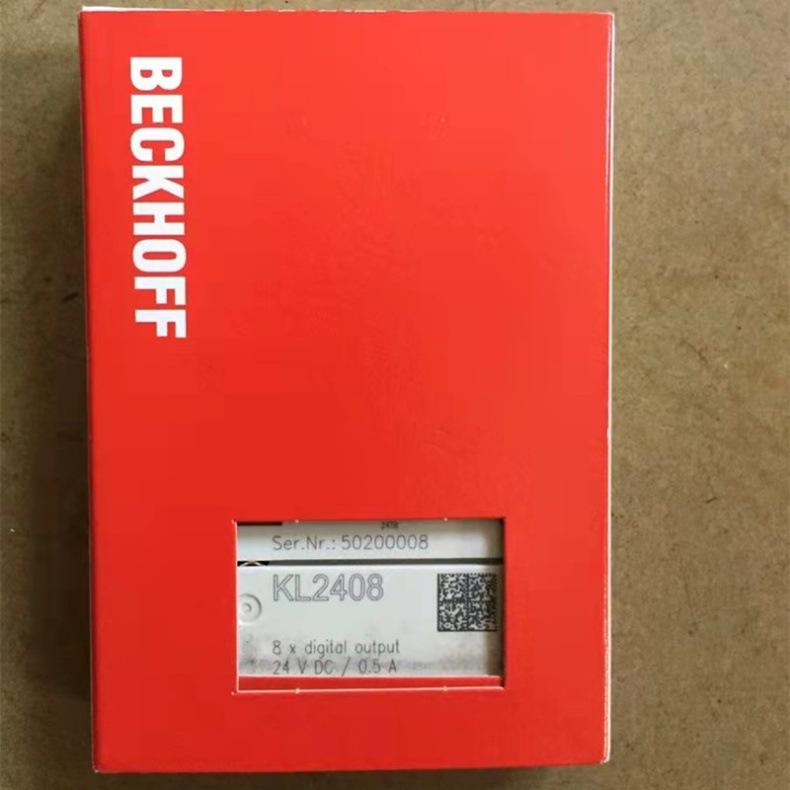 BECKHOFF
Ser.Nr.: 50200008
KL2408
8 x digital output
24 V DC / 0.5 A